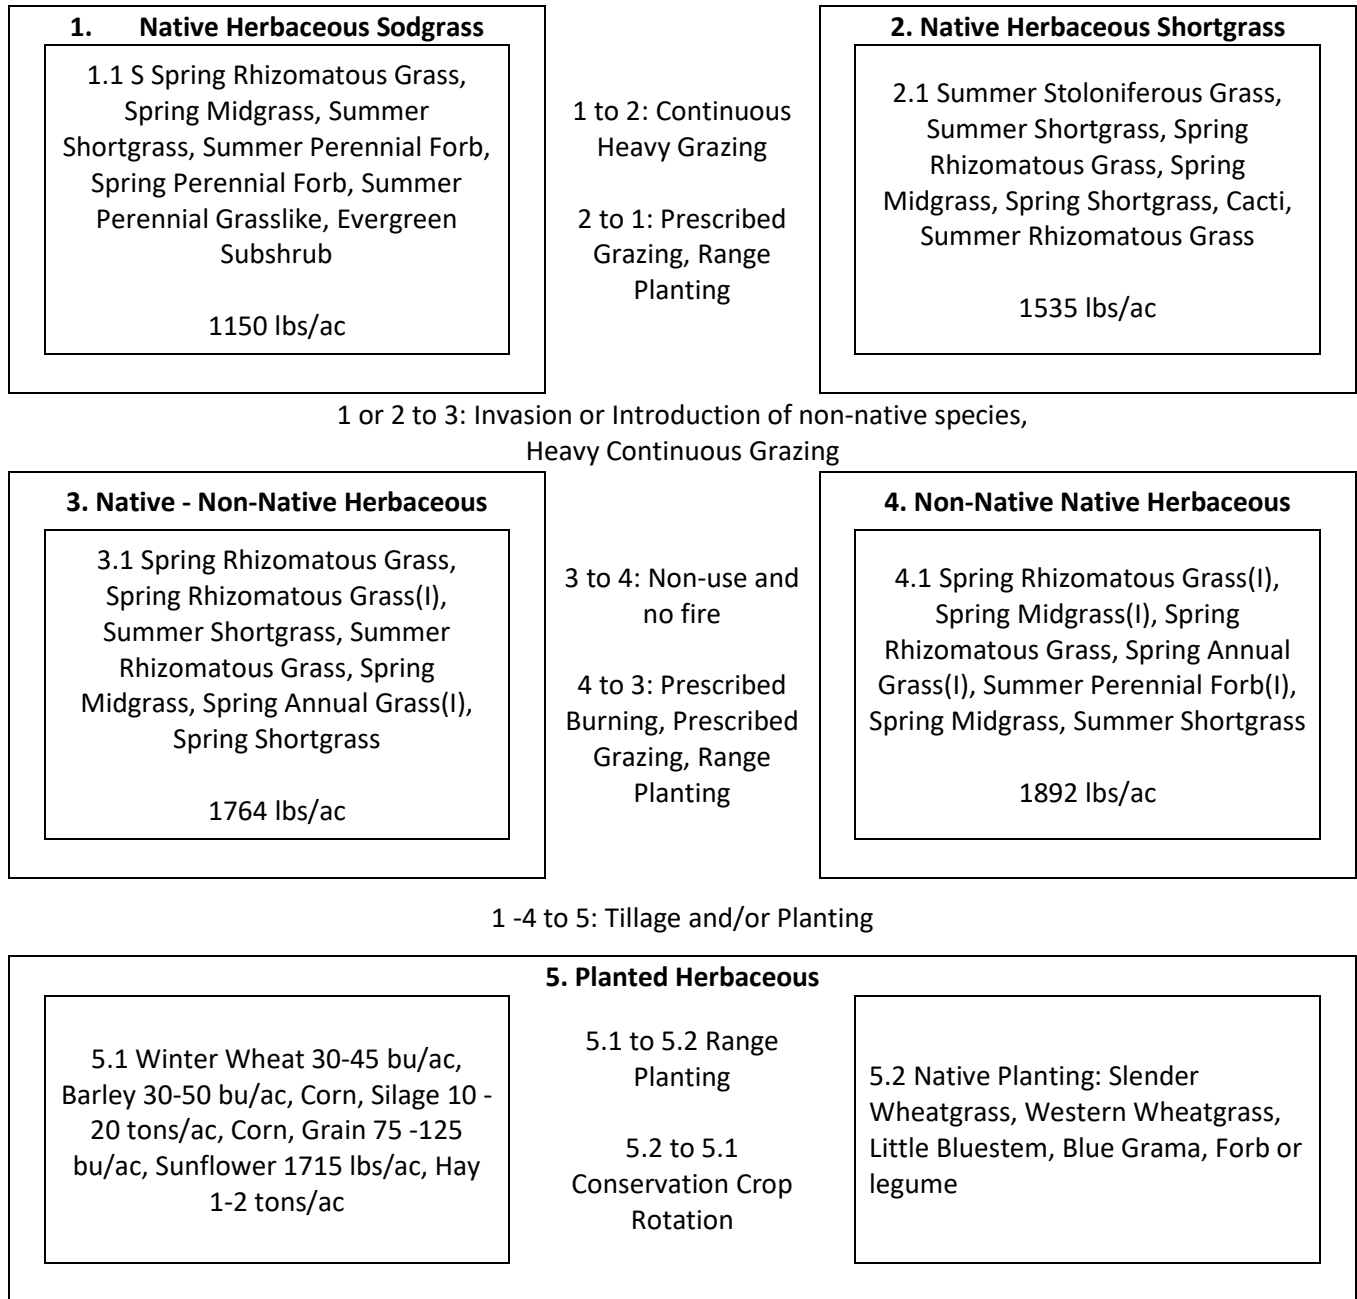 1. Native Herbaceous Sodgrass
1.1 S Spring Rhizomatous Grass,
Spring Midgrass, Summer
Shortgrass, Summer Perennial Forb,
Spring Perennial Forb, Summer
Perennial Grasslike, Evergreen
Subshrub
1150 lbs/ac
1 to 2: Continuous
Heavy Grazing
2 to 1: Prescribed
Grazing, Range
Planting
2. Native Herbaceous Shortgrass
2.1 Summer Stoloniferous Grass,
Summer Shortgrass, Spring
Rhizomatous Grass, Spring
Midgrass, Spring Shortgrass, Cacti,
Summer Rhizomatous Grass
1535 lbs/ac
1 or 2 to 3: Invasion or Introduction of non-native species,
Heavy Continuous Grazing
3. Native - Non-Native Herbaceous
3.1 Spring Rhizomatous Grass,
Spring Rhizomatous Grass(I),
Summer Shortgrass, Summer
Rhizomatous Grass, Spring
Midgrass, Spring Annual Grass(I),
Spring Shortgrass
1764 lbs/ac
3 to 4: Non-use and
no fire
4 to 3: Prescribed
Burning, Prescribed
Grazing, Range
Planting
4. Non-Native Native Herbaceous
4.1 Spring Rhizomatous Grass(I),
Spring Midgrass(I), Spring
Rhizomatous Grass, Spring Annual
Grass(I), Summer Perennial Forb(I),
Spring Midgrass, Summer Shortgrass
1892 lbs/ac
1 -4 to 5: Tillage and/or Planting
5. Planted Herbaceous
5.1 Winter Wheat 30-45 bu/ac,
Barley 30-50 bu/ac, Corn, Silage 10 -
20 tons/ac, Corn, Grain 75 -125
bu/ac, Sunflower 1715 lbs/ac, Hay
1-2 tons/ac
5.1 to 5.2 Range
Planting
5.2 to 5.1
Conservation Crop
Rotation
5.2 Native Planting: Slender
Wheatgrass, Western Wheatgrass,
Little Bluestem, Blue Grama, Forb or
legume